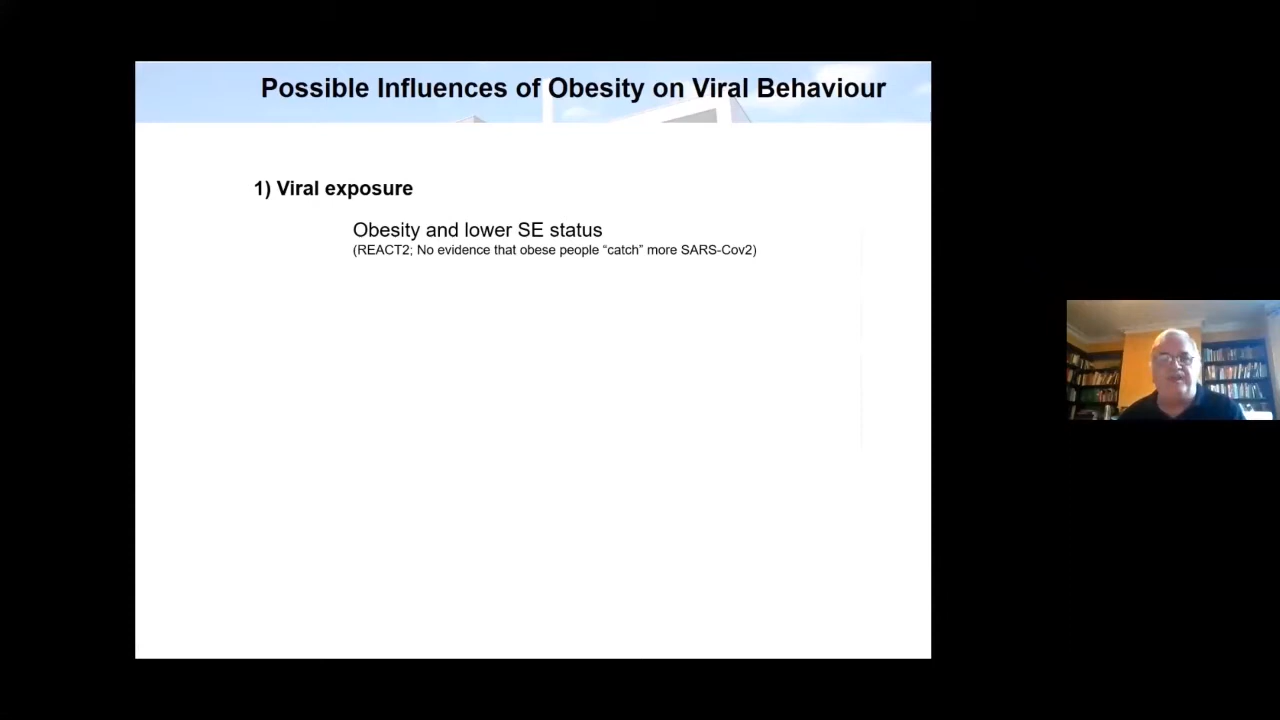 Possible Influences of Obesity on Viral Behaviour
1) Viral exposure
Obesity and lower SE status
(REACT2; No evidence that obese people “catch” more SARS-Cov2)